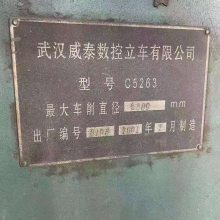 武汉威泰数控立车有限公司
型号 C5263
最大车削直径 mm
出厂编号 年 月制造